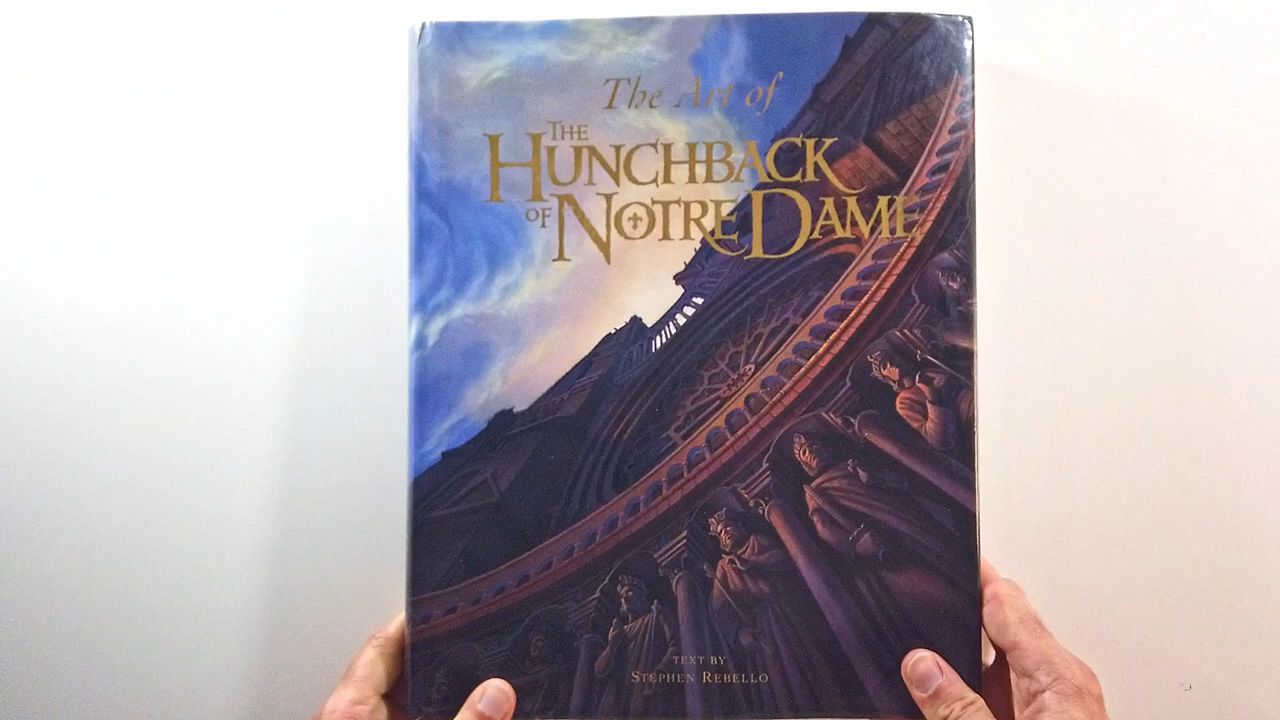 The Art of
THE
HUNCHBACK
OF NOTRE DAME
TEXT BY
STEPHEN REBELLO